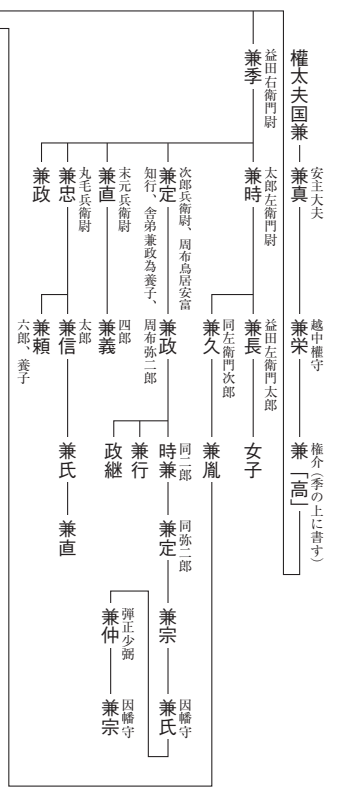 權太夫国兼
安主大夫
兼真
越中權守
兼栄
権介(季の上に書す)
兼「高」
益田右衛門尉
兼季
太郎左衛門尉
兼時
益田左衛門太郎
兼長
女子
同左衛門次郎
兼久
兼胤
次郎兵衛尉、周布鳥居安富
知行、舎弟兼政為養子、
兼定
周布弥二郎
兼政
同二郎
時兼
同弥二郎
兼定
兼宗
因幡守
兼氏
弾正少弼
兼仲
因幡守
兼宗
兼行
政継
末元兵衛尉
兼直
四郎
兼義
丸毛兵衛尉
兼忠
太郎
兼信
兼氏
兼直
兼頼
六郎、養子
兼政